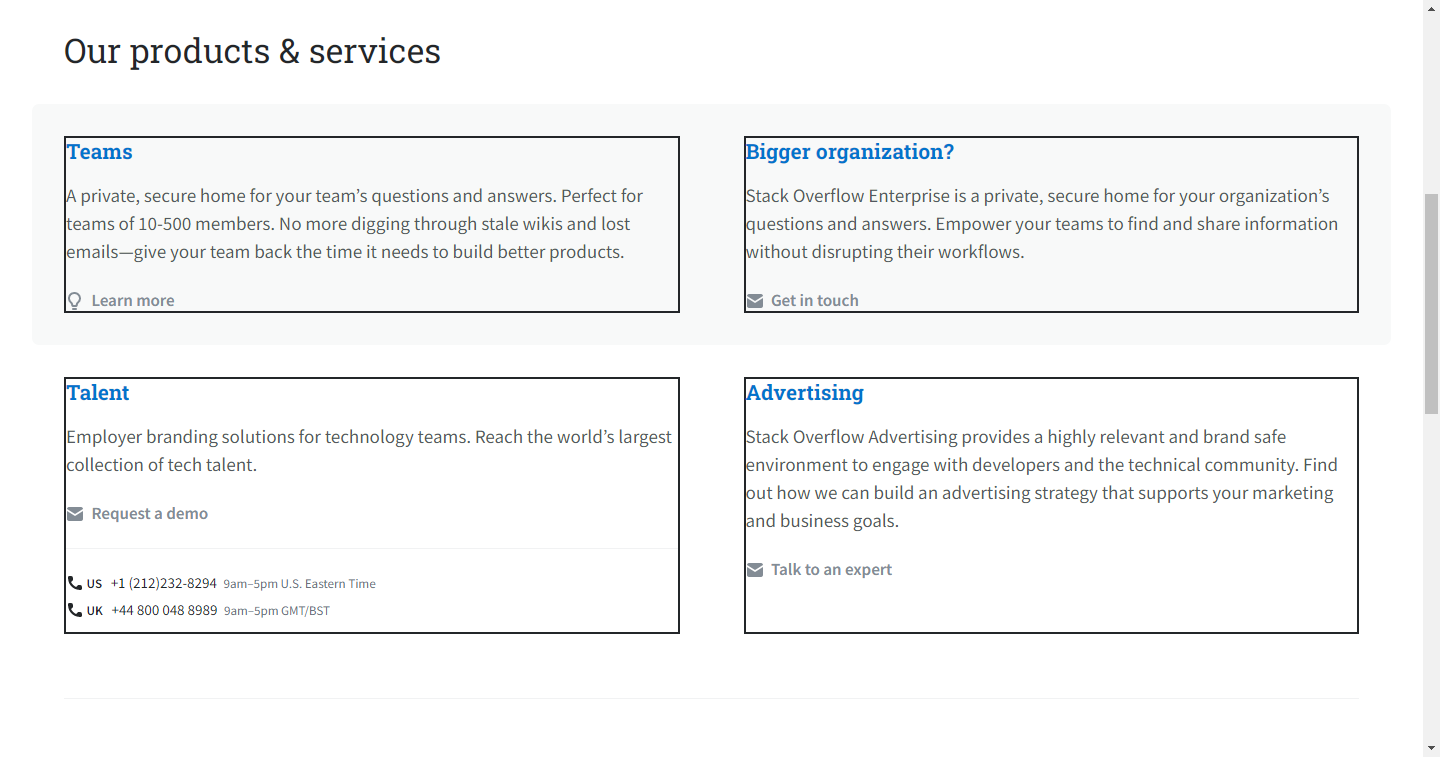 Our products & services
Teams
A private, secure home for your team’s questions and answers. Perfect for
teams of 10-500 members. No more digging through stale wikis and lost
emails—give your team back the time it needs to build better products.
Learn more
Bigger organization?
Stack Overflow Enterprise is a private, secure home for your organization’s
questions and answers. Empower your teams to find and share information
without disrupting their workflows.
Get in touch
Talent
Employer branding solutions for technology teams. Reach the world’s largest
collection of tech talent.
Request a demo
US +1 (212)232-8294 9am–5pm U.S. Eastern Time
UK +44 800 048 8989 9am–5pm GMT/BST
Advertising
Stack Overflow Advertising provides a highly relevant and brand safe
environment to engage with developers and the technical community. Find
out how we can build an advertising strategy that supports your marketing
and business goals.
Talk to an expert